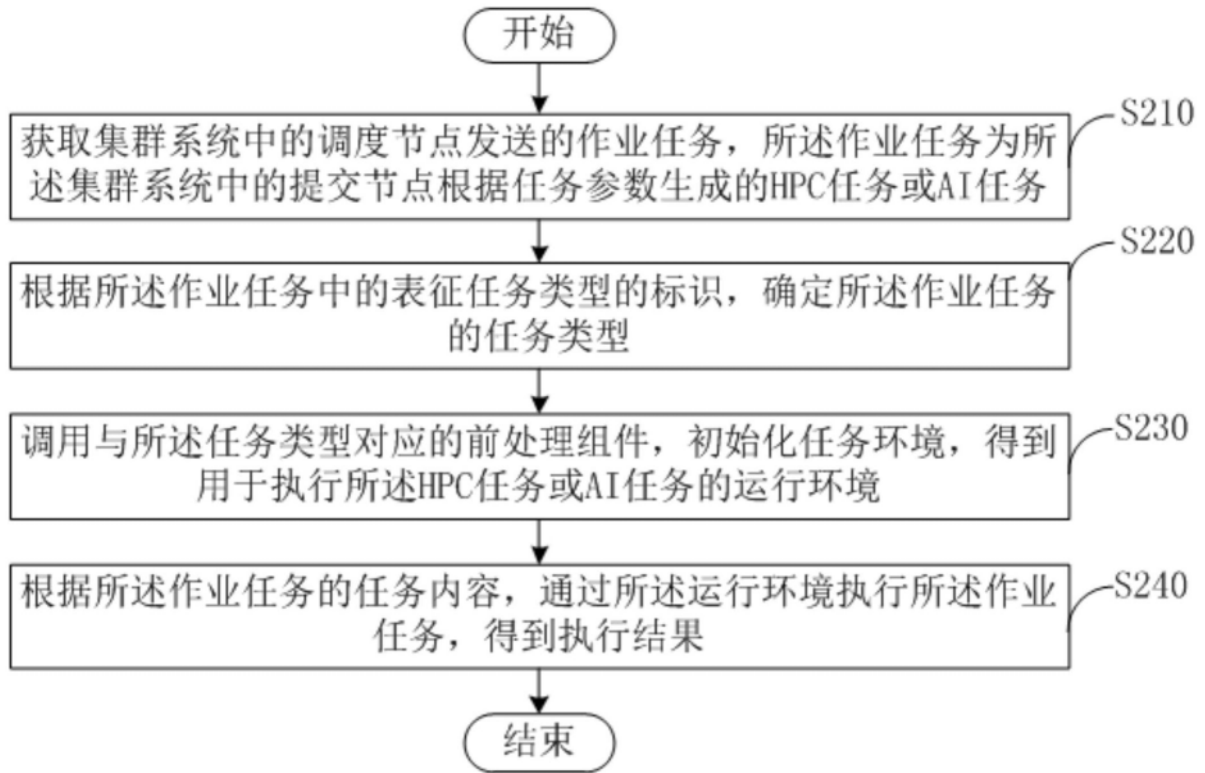 开始
S210
获取集群系统中的调度节点发送的作业任务，所述作业任务为所
述集群系统中的提交节点根据任务参数生成的HPC任务或AI任务
S220
根据所述作业任务中的表征任务类型的标识，确定所述作业任务
的任务类型
S230
调用与所述任务类型对应的前处理组件，初始化任务环境，得到
用于执行所述HPC任务或AI任务的运行环境
S240
根据所述作业任务的任务内容，通过所述运行环境执行所述作业
任务，得到执行结果
结束